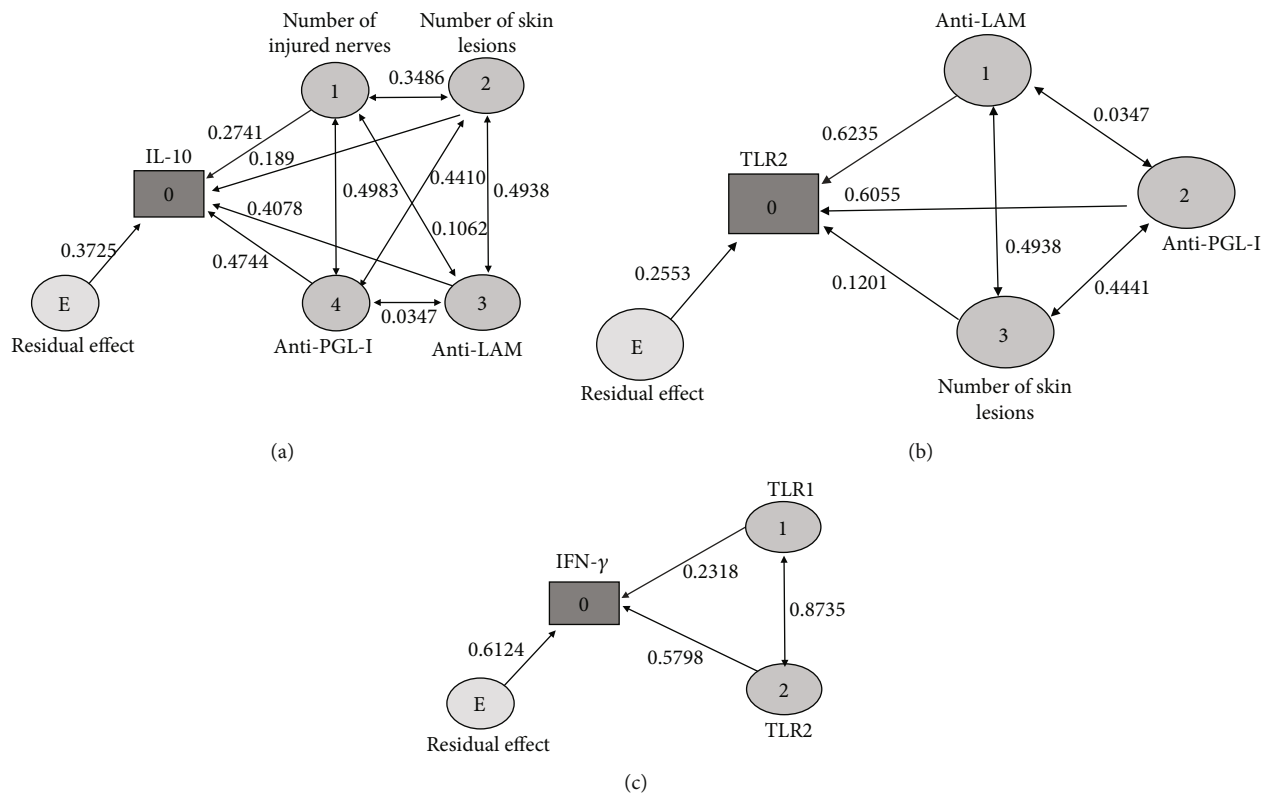 Number of
injured nerves
Number of skin
lesions
1
2
0.3486
0.2741
IL-10
0.189
0
0.4983
0.4410
0.4938
0.4078
0.1062
0.3725
0.4744
E
4
3
0.0347
Residual effect
Anti-PGL-I
Anti-LAM
(a)
Anti-LAM
1
0.0347
0.6235
TLR2
0
0.6055
2
Anti-PGL-I
0.4938
0.2553
0.1201
0.4441
E
3
Residual effect
Number of skin
lesions
(b)
TLR1
1
IFN-γ
0.2318
0
0.8735
0.6124
0.5798
E
2
Residual effect
TLR2
(c)